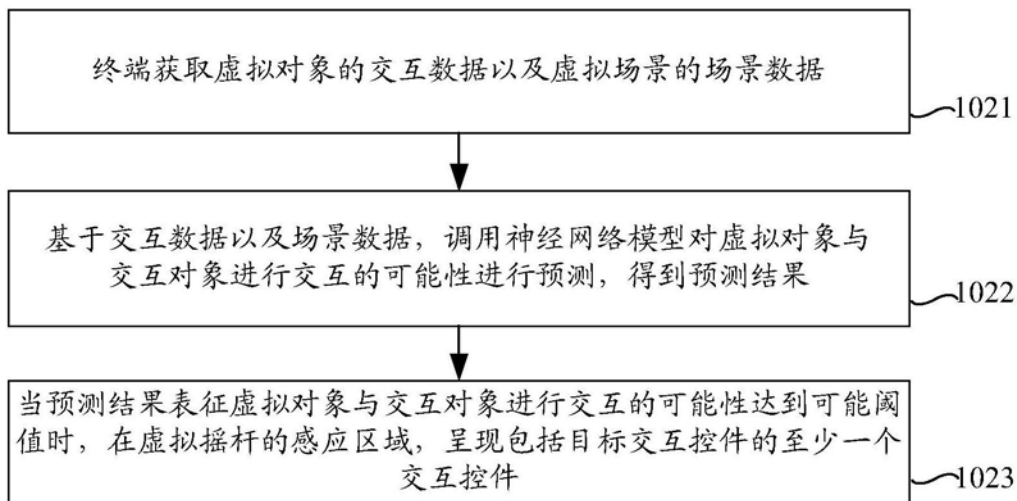 终端获取虚拟对象的交互数据以及虚拟场景的场景数据
1021
基于交互数据以及场景数据，调用神经网络模型对虚拟对象与
交互对象进行交互的可能性进行预测，得到预测结果
1022
当预测结果表征虚拟对象与交互对象进行交互的可能性达到可能阈
值时，在虚拟摇杆的感应区域，呈现包括目标交互控件的至少一个
交互控件
1023